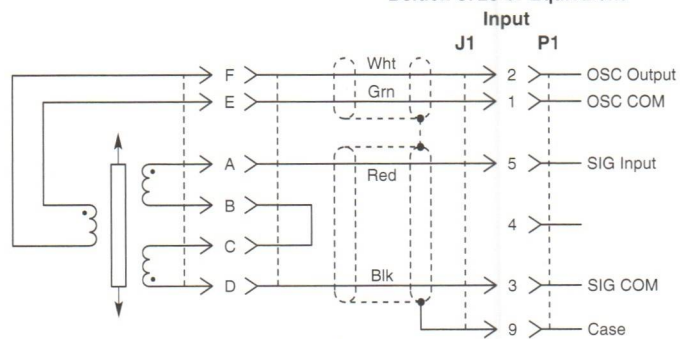 Input
J1 P1
F Wht 2 OSC Output
E Grn 1 OSC COM
A Red 5 SIG Input
B
4
C
D Blk 3 SIG COM
9 Case